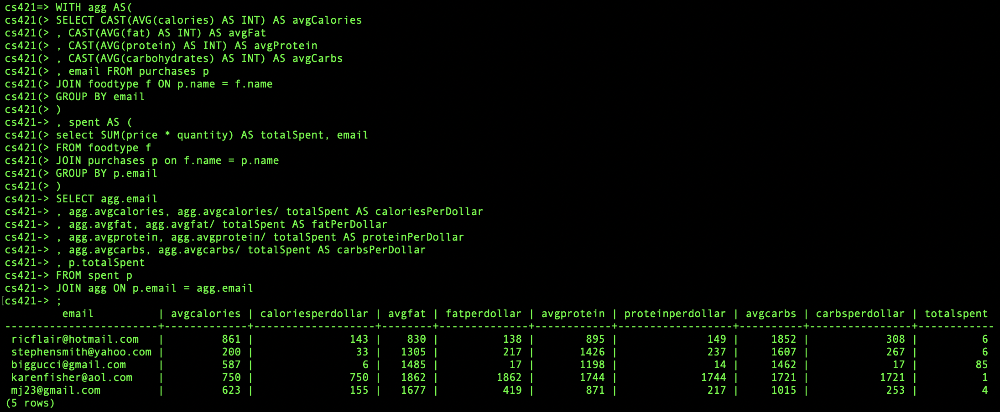 cs421=> WITH agg AS(
cs421(> SELECT CAST(AVG(calories) AS INT) AS avgCalories
cs421(> , CAST(AVG(fat) AS INT) AS avgFat
cs421(> , CAST(AVG(protein) AS INT) AS avgProtein
cs421(> , CAST(AVG(carbohydrates) AS INT) AS avgCarbs
cs421(> , email FROM purchases p
cs421(> JOIN foodtype f ON p.name = f.name
cs421(> GROUP BY email
cs421(> )
cs421-> , spent AS (
cs421(> select SUM(price * quantity) AS totalSpent, email
cs421(> FROM foodtype f
cs421(> JOIN purchases p on f.name = p.name
cs421(> GROUP BY p.email
cs421(> )
cs421-> SELECT agg.email
cs421-> , agg.avgcalories, agg.avgcalories/ totalSpent AS caloriesPerDollar
cs421-> , agg.avgfat, agg.avgfat/ totalSpent AS fatPerDollar
cs421-> , agg.avgprotein, agg.avgprotein/ totalSpent AS proteinPerDollar
cs421-> , agg.avgcarbs, agg.avgcarbs/ totalSpent AS carbsPerDollar
cs421-> , p.totalSpent
cs421-> FROM spent p
cs421-> JOIN agg ON p.email = agg.email
[cs421-> ;
         email          | avgcalories | caloriesperdollar | avgfat | fatperdollar | avgprotein | proteinperdollar | avgcarbs | carbsperdollar | totalspent
------------------------+-------------+-------------------+--------+--------------+------------+------------------+----------+----------------+------------
 ricflair@hotmail.com   |         861 |               143 |    830 |          138 |        895 |              149 |     1852 |            308 |          6
 stephensmith@yahoo.com |         200 |                33 |   1305 |          217 |       1426 |              237 |     1607 |            267 |          6
 biggucci@gmail.com     |         587 |                 6 |   1485 |           17 |       1198 |               14 |     1462 |             17 |         85
 karenfisher@aol.com    |         750 |               750 |   1862 |         1862 |       1744 |             1744 |     1721 |           1721 |          1
 mj23@gmail.com         |         623 |               155 |   1677 |          419 |        871 |              217 |     1015 |            253 |          4
(5 rows)